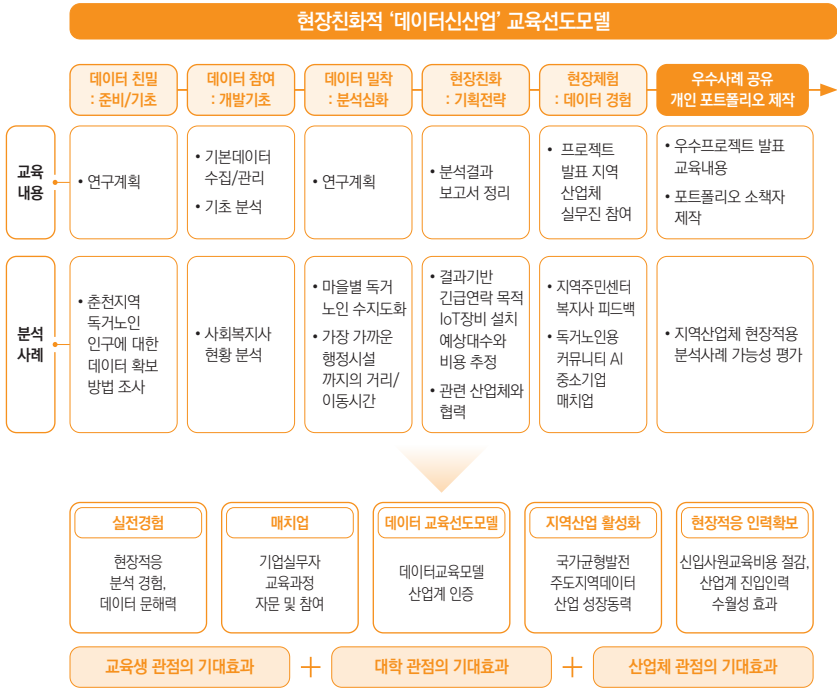 현장친화적 ‘데이터신산업’ 교육선도모델
데이터 친밀
: 준비/기초
데이터 참여
: 개발기초
데이터 밀착
: 분석심화
현장친화
: 기획전략
현장체험
: 데이터 경험
우수사례 공유
개인 포트폴리오 제작
교육
내용
• 연구계획
• 기본데이터
수집/관리
• 기초 분석
• 연구계획
• 분석결과
보고서 정리
• 프로젝트
발표 지역
산업체
실무진 참여
• 우수프로젝트 발표
교육내용
• 포트폴리오 소책자
제작
분석
사례
• 춘천지역
독거노인
인구에 대한
데이터 확보
방법 조사
• 사회복지사
현황 분석
• 마을별 독거
노인 수지도화
• 가장 가까운
행정시설
까지의 거리/
이동시간
• 결과기반
긴급연락 목적
IoT장비 설치
예상대수와
비용 추정
• 관련 산업체와
협력
• 지역주민센터
복지사 피드백
• 독거노인용
커뮤니티 AI
중소기업
매치업
• 지역산업체 현장적용
분석사례 가능성 평가
실전경험
현장적응
분석 경험,
데이터 문해력
매치업
기업실무자
교육과정
자문 및 참여
데이터 교육선도모델
데이터교육모델
산업계 인증
지역산업 활성화
국가균형발전
주도지역데이터
산업 성장동력
현장적응 인력확보
신입사원교육비용 절감,
산업계 진입인력
수월성 효과
교육생 관점의 기대효과 + 대학 관점의 기대효과 + 산업체 관점의 기대효과